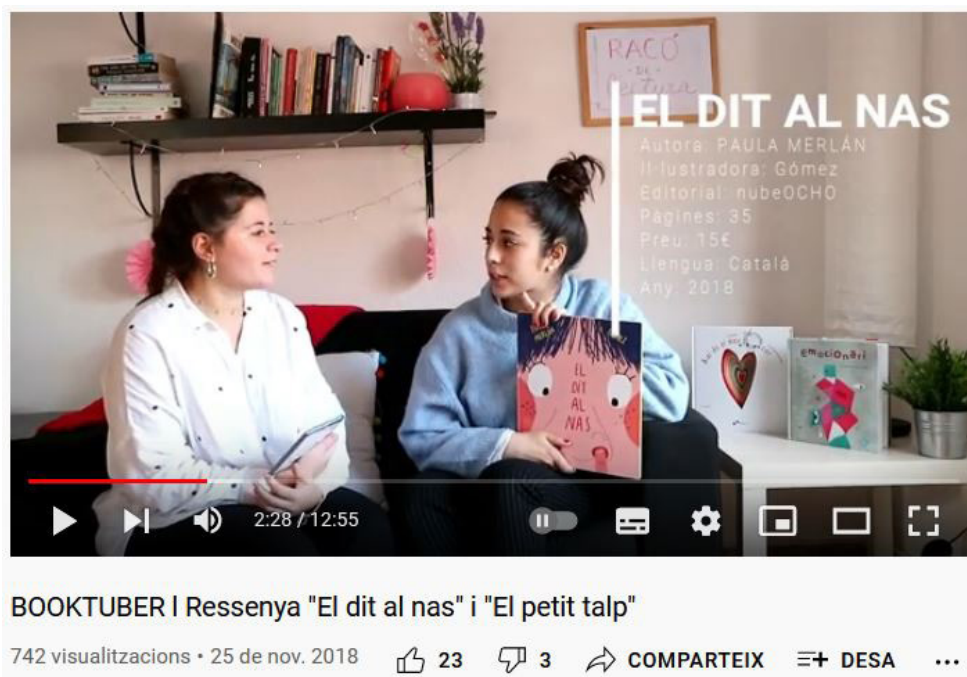 RACÓ
DE
lectura
EL DIT AL NAS
Autora: PAULA MERLÁN
Il·lustradora: Gómez
Editorial: nubeOCHO
Pàgines: 35
Preu: 15€
Llengua: Català
Any: 2018
EL
DIT
AL
NAS
emocionari
2:28 / 12:55
BOOKTUBER l Ressenya "El dit al nas" i "El petit talp"
742 visualitzacions • 25 de nov. 2018
23
3
COMPARTEIX
DESA